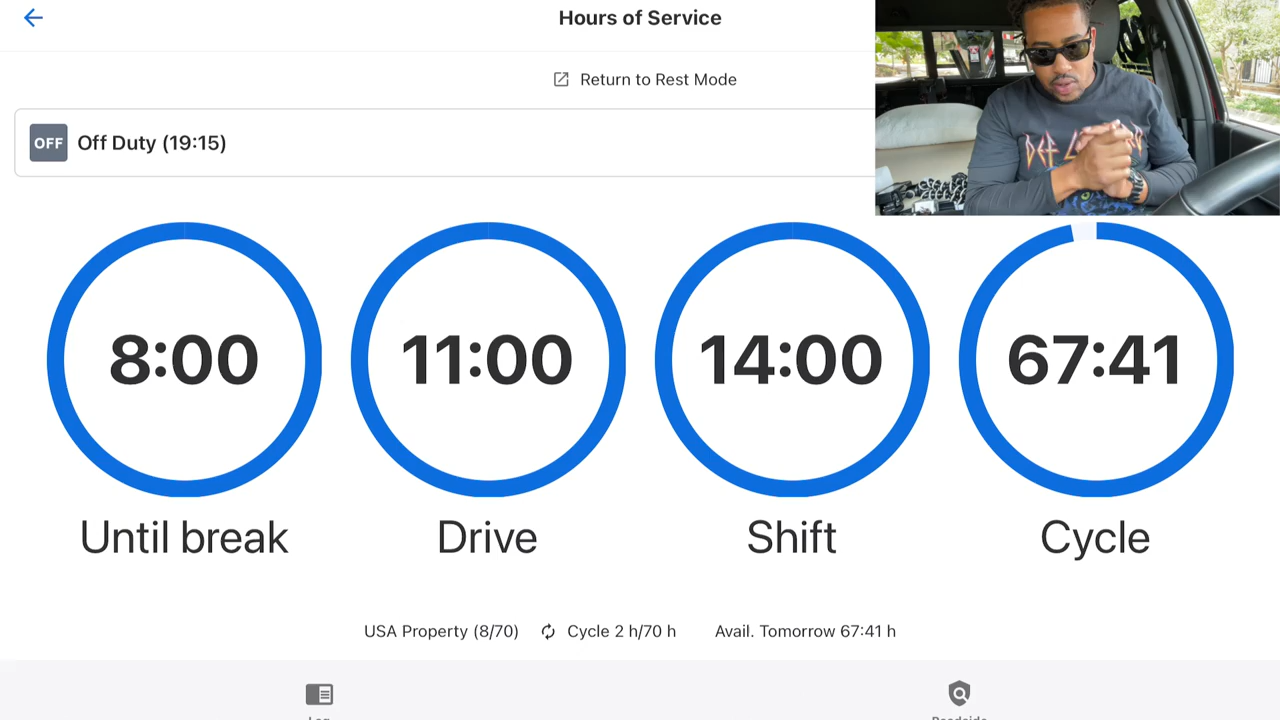 Hours of Service
Return to Rest Mode
OFF Off Duty (19:15)
8:00 11:00 14:00 67:41
Until break Drive Shift Cycle
USA Property (8/70) Cycle 2 h/70 h Avail. Tomorrow 67:41 h